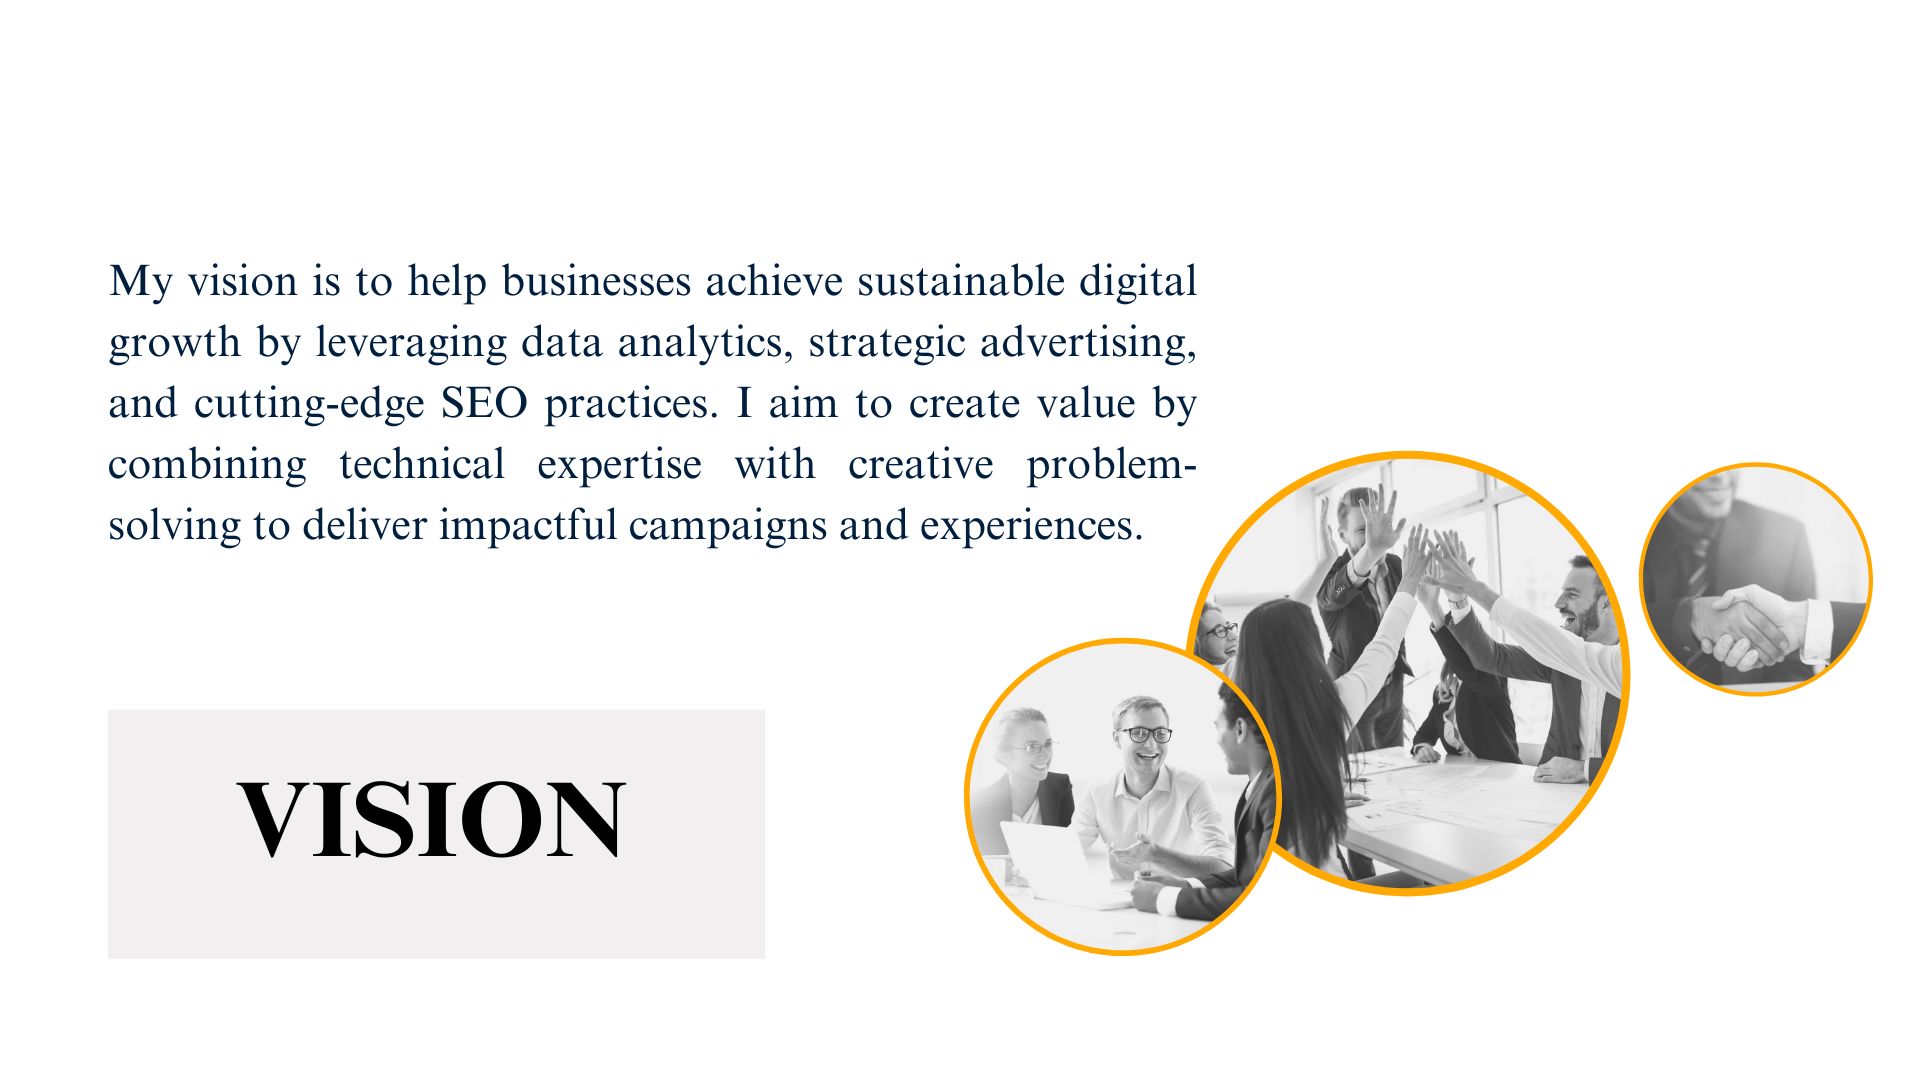 My vision is to help businesses achieve sustainable digital
growth by leveraging data analytics, strategic advertising,
and cutting-edge SEO practices. I aim to create value by
combining technical expertise with creative problem-
solving to deliver impactful campaigns and experiences.
VISION